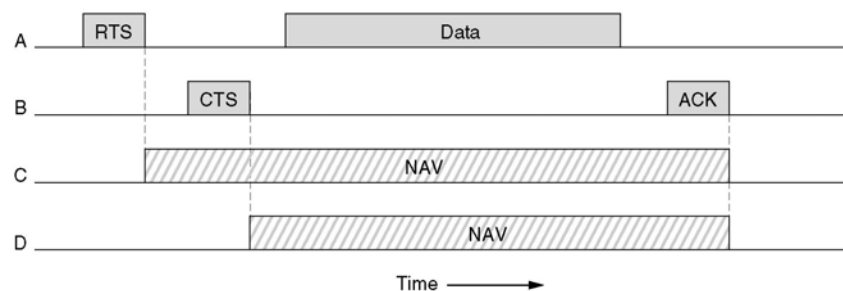 A RTS Data
B CTS ACK
C NAV
D NAV
Time